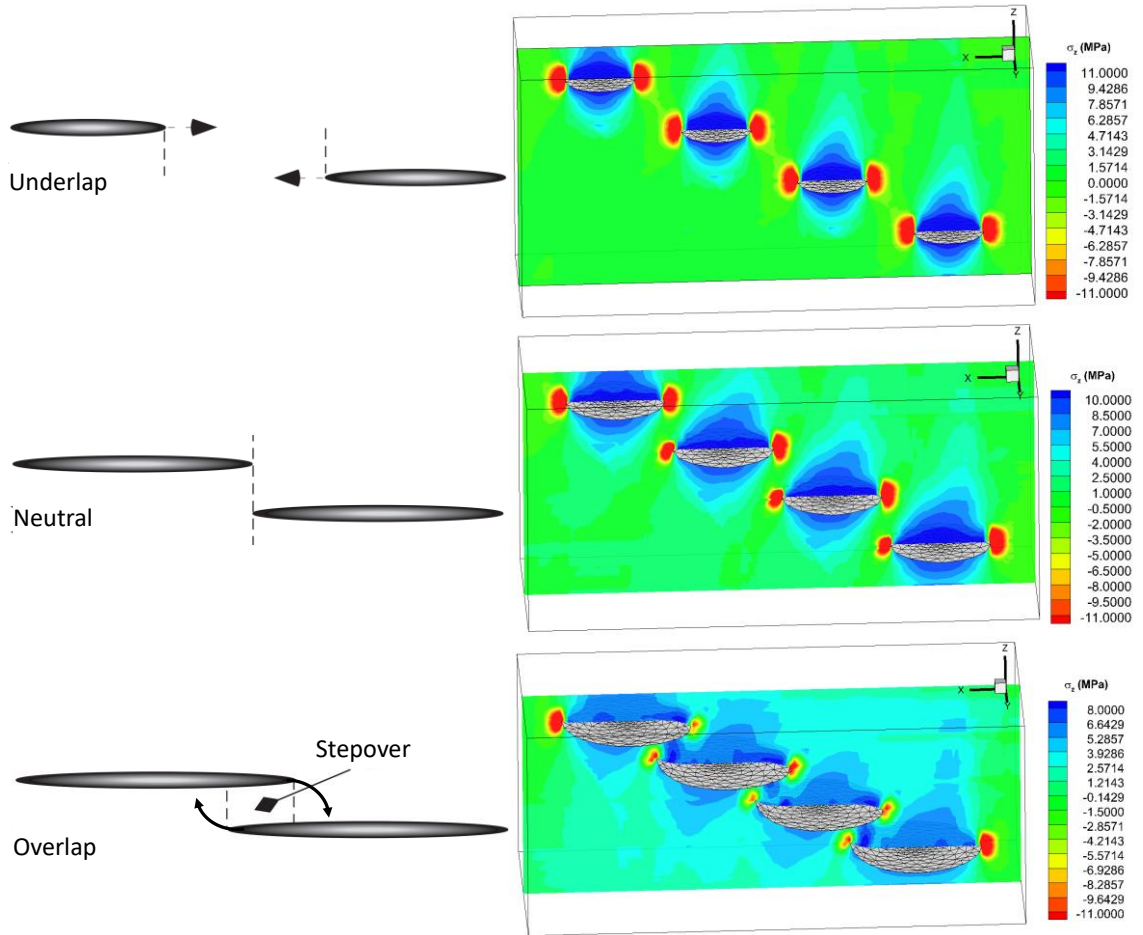 Underlap
Z
X
Y
σz (MPa)
11.0000
9.4286
7.8571
6.2857
4.7143
3.1429
1.5714
0.0000
-1.5714
-3.1429
-4.7143
-6.2857
-7.8571
-9.4286
-11.0000
Neutral
Z
X
Y
σz (MPa)
10.0000
8.5000
7.0000
5.5000
4.0000
2.5000
1.0000
-0.5000
-2.0000
-3.5000
-5.0000
-6.5000
-8.0000
-9.5000
-11.0000
Stepover
Overlap
Z
X
Y
σz (MPa)
8.0000
6.6429
5.2857
3.9286
2.5714
1.2143
-0.1429
-1.5000
-2.8571
-4.2143
-5.5714
-6.9286
-8.2857
-9.6429
-11.0000